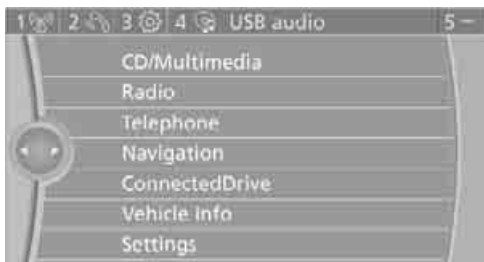 1 2 3 4 USB audio 5
CD/Multimedia
Radio
Telephone
Navigation
ConnectedDrive
Vehicle Info
Settings